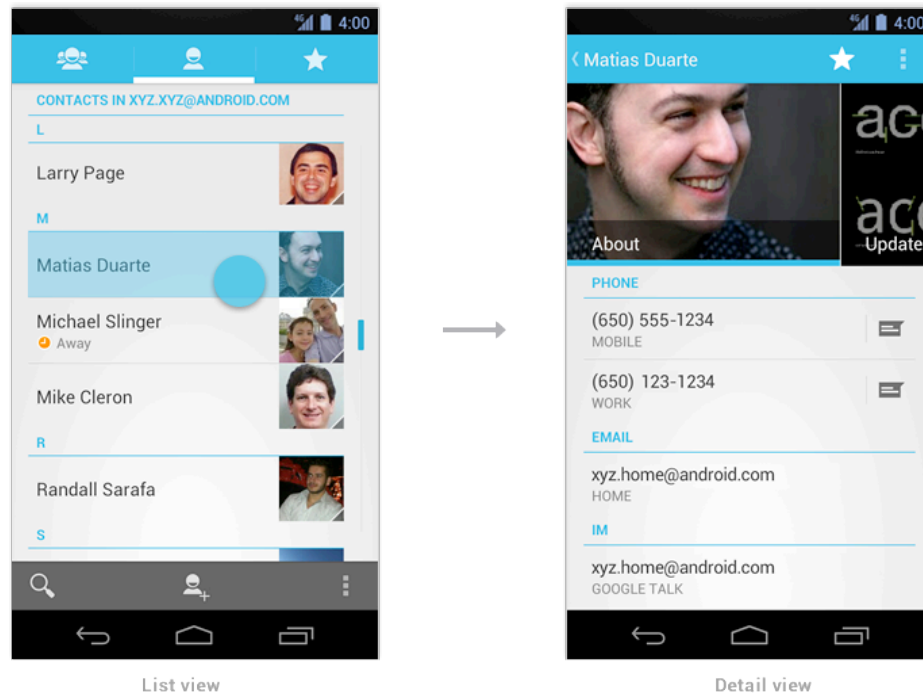 4G 4:00
CONTACTS IN XYZ.XYZ@ANDROID.COM
L
Larry Page
M
Matias Duarte
Michael Slinger
Away
Mike Cleron
R
Randall Sarafa
S
List view
4G 4:00
Matias Duarte
About
Update
PHONE
(650) 555-1234
MOBILE
(650) 123-1234
WORK
EMAIL
xyz.home@android.com
HOME
IM
xyz.home@android.com
GOOGLE TALK
Detail view